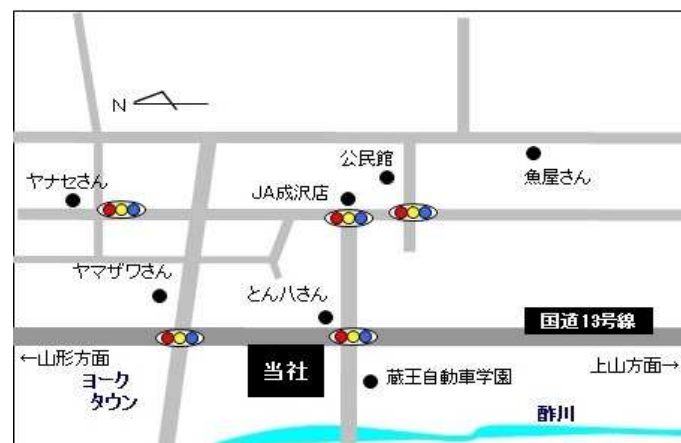 N
公民館
ヤナセさん
JA成沢店
魚屋さん
ヤマザワさん
とん八さん
国道13号線
←山形方面
ヨーク
タウン
当社
蔵王自動車学園
上山方面→
酢川